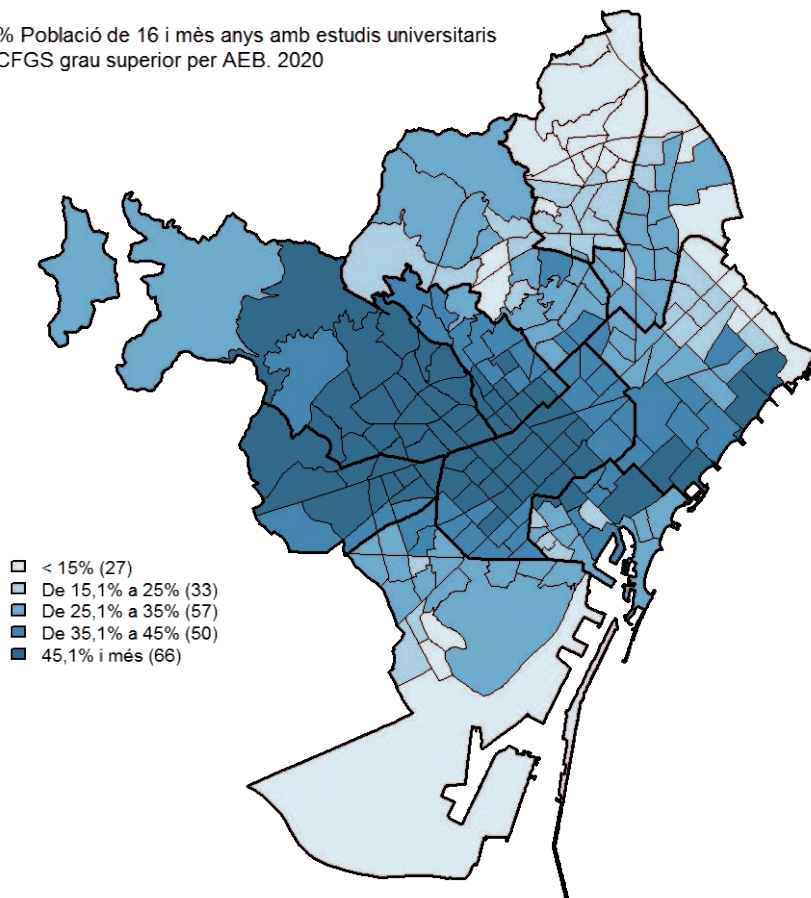 % Població de 16 i mès anys amb estudis universitaris
CFGS grau superior per AEB. 2020
< 15% (27)
De 15,1% a 25% (33)
De 25,1% a 35% (57)
De 35,1% a 45% (50)
45,1% i més (66)